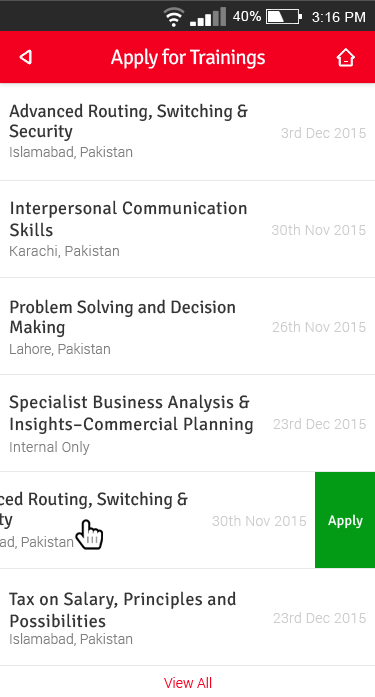 40% 3:16 PM
Apply for Trainings
Advanced Routing, Switching &
Security
3rd Dec 2015
Islamabad, Pakistan
Interpersonal Communication
Skills
30th Nov 2015
Karachi, Pakistan
Problem Solving and Decision
Making
26th Nov 2015
Lahore, Pakistan
Specialist Business Analysis &
Insights–Commercial Planning
23rd Dec 2015
Internal Only
ced Routing, Switching &
ty
30th Nov 2015
Apply
ad, Pakistan
Tax on Salary, Principles and
Possibilities
23rd Dec 2015
Islamabad, Pakistan
View All